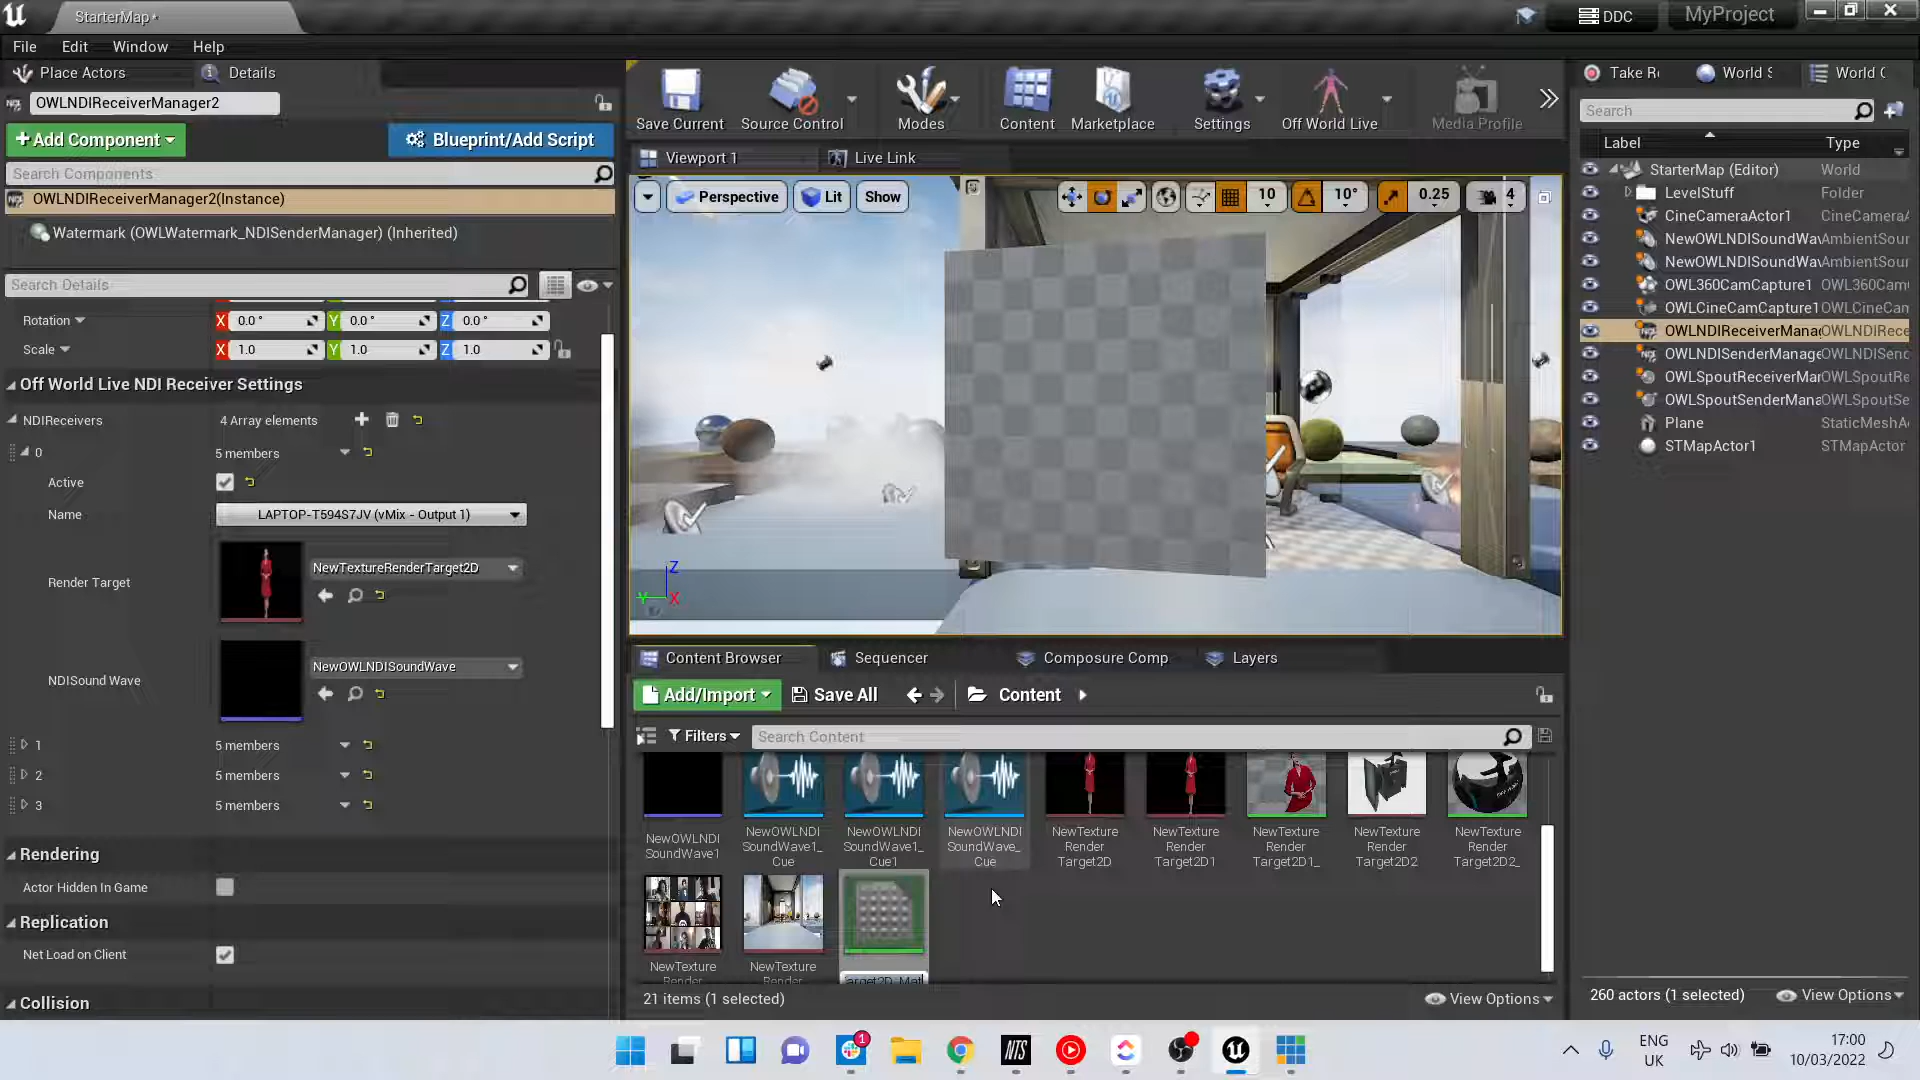 StarterMap*
DDC
MyProject
File Edit Window Help
Place Actors
Details
OWLNDIReceiverManager2
+Add Component
Blueprint/Add Script
Search Components
OWLNDIReceiverManager2(Instance)
Watermark (OWLWatermark_NDISenderManager) (Inherited)
Search Details
Rotation X 0.0° Y 0.0° Z 0.0°
Scale X 1.0 Y 1.0 Z 1.0
Off World Live NDI Receiver Settings
NDIReceivers 4 Array elements
0 5 members
Active
Name LAPTOP-T594S7JV (vMix - Output 1)
Render Target NewTextureRenderTarget2D
NDISound Wave NewOWLNDISoundWave
1 5 members
2 5 members
3 5 members
Rendering
Actor Hidden In Game
Replication
Net Load on Client
Collision
Save Current
Source Control
Modes
Content
Marketplace
Settings
Off World Live
Media Profile
Viewport 1
Live Link
Perspective
Lit
Show
10
10°
0.25
4
Z
Y X
Content Browser
Sequencer
Composure Comp
Layers
Add/Import
Save All
Content
Filters
Search Content
NewOWLNDI
SoundWave1
NewOWLNDI
SoundWave1_
Cue
NewOWLNDI
SoundWave1_
Cue1
NewOWLNDI
SoundWave_
Cue
NewTexture
Render
Target2D
NewTexture
Render
Target2D1
NewTexture
Render
Target2D1_
NewTexture
Render
Target2D2
NewTexture
Render
Target2D2_
NewTexture
Render
NewTexture
Render
arget2D_Mat
21 items (1 selected)
View Options
Take R
World S
World C
Search
Label Type
StarterMap (Editor) World
LevelStuff Folder
CineCameraActor1 CineCameraA
NewOWLNDISoundWav AmbientSour
NewOWLNDISoundWav AmbientSour
OWL360CamCapture1 OWL360Cam
OWLCineCamCapture1 OWLCineCam
OWLNDIReceiverMana OWLNDIRece
OWLNDISenderManage OWLNDISend
OWLSpoutReceiverMar OWLSpoutRe
OWLSpoutSenderMana OWLSpoutSe
Plane StaticMeshA
STMapActor1 STMapActor
260 actors (1 selected)
View Options
1
NTS
ENG
UK
17:00
10/03/2022